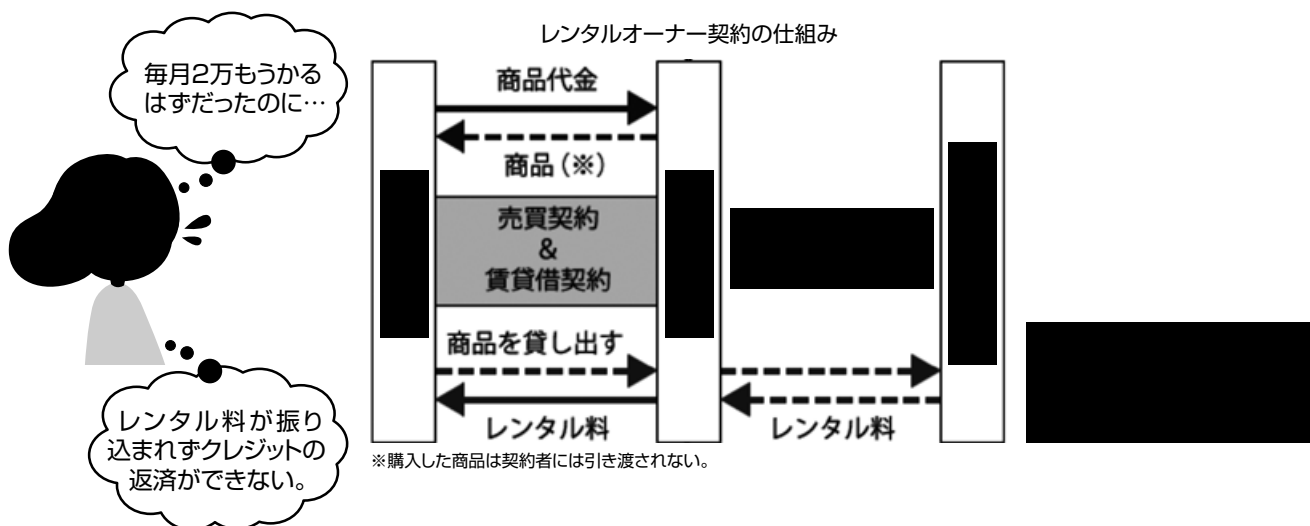 レンタルオーナー契約の仕組み
毎月2万もうかる
はずだったのに…
商品代金
商品(※)
売買契約
&
賃貸借契約
商品を貸し出す
レンタル料
レンタル料
※購入した商品は契約者には引き渡されない。
レンタル料が振り
込まれずクレジットの
返済ができない。